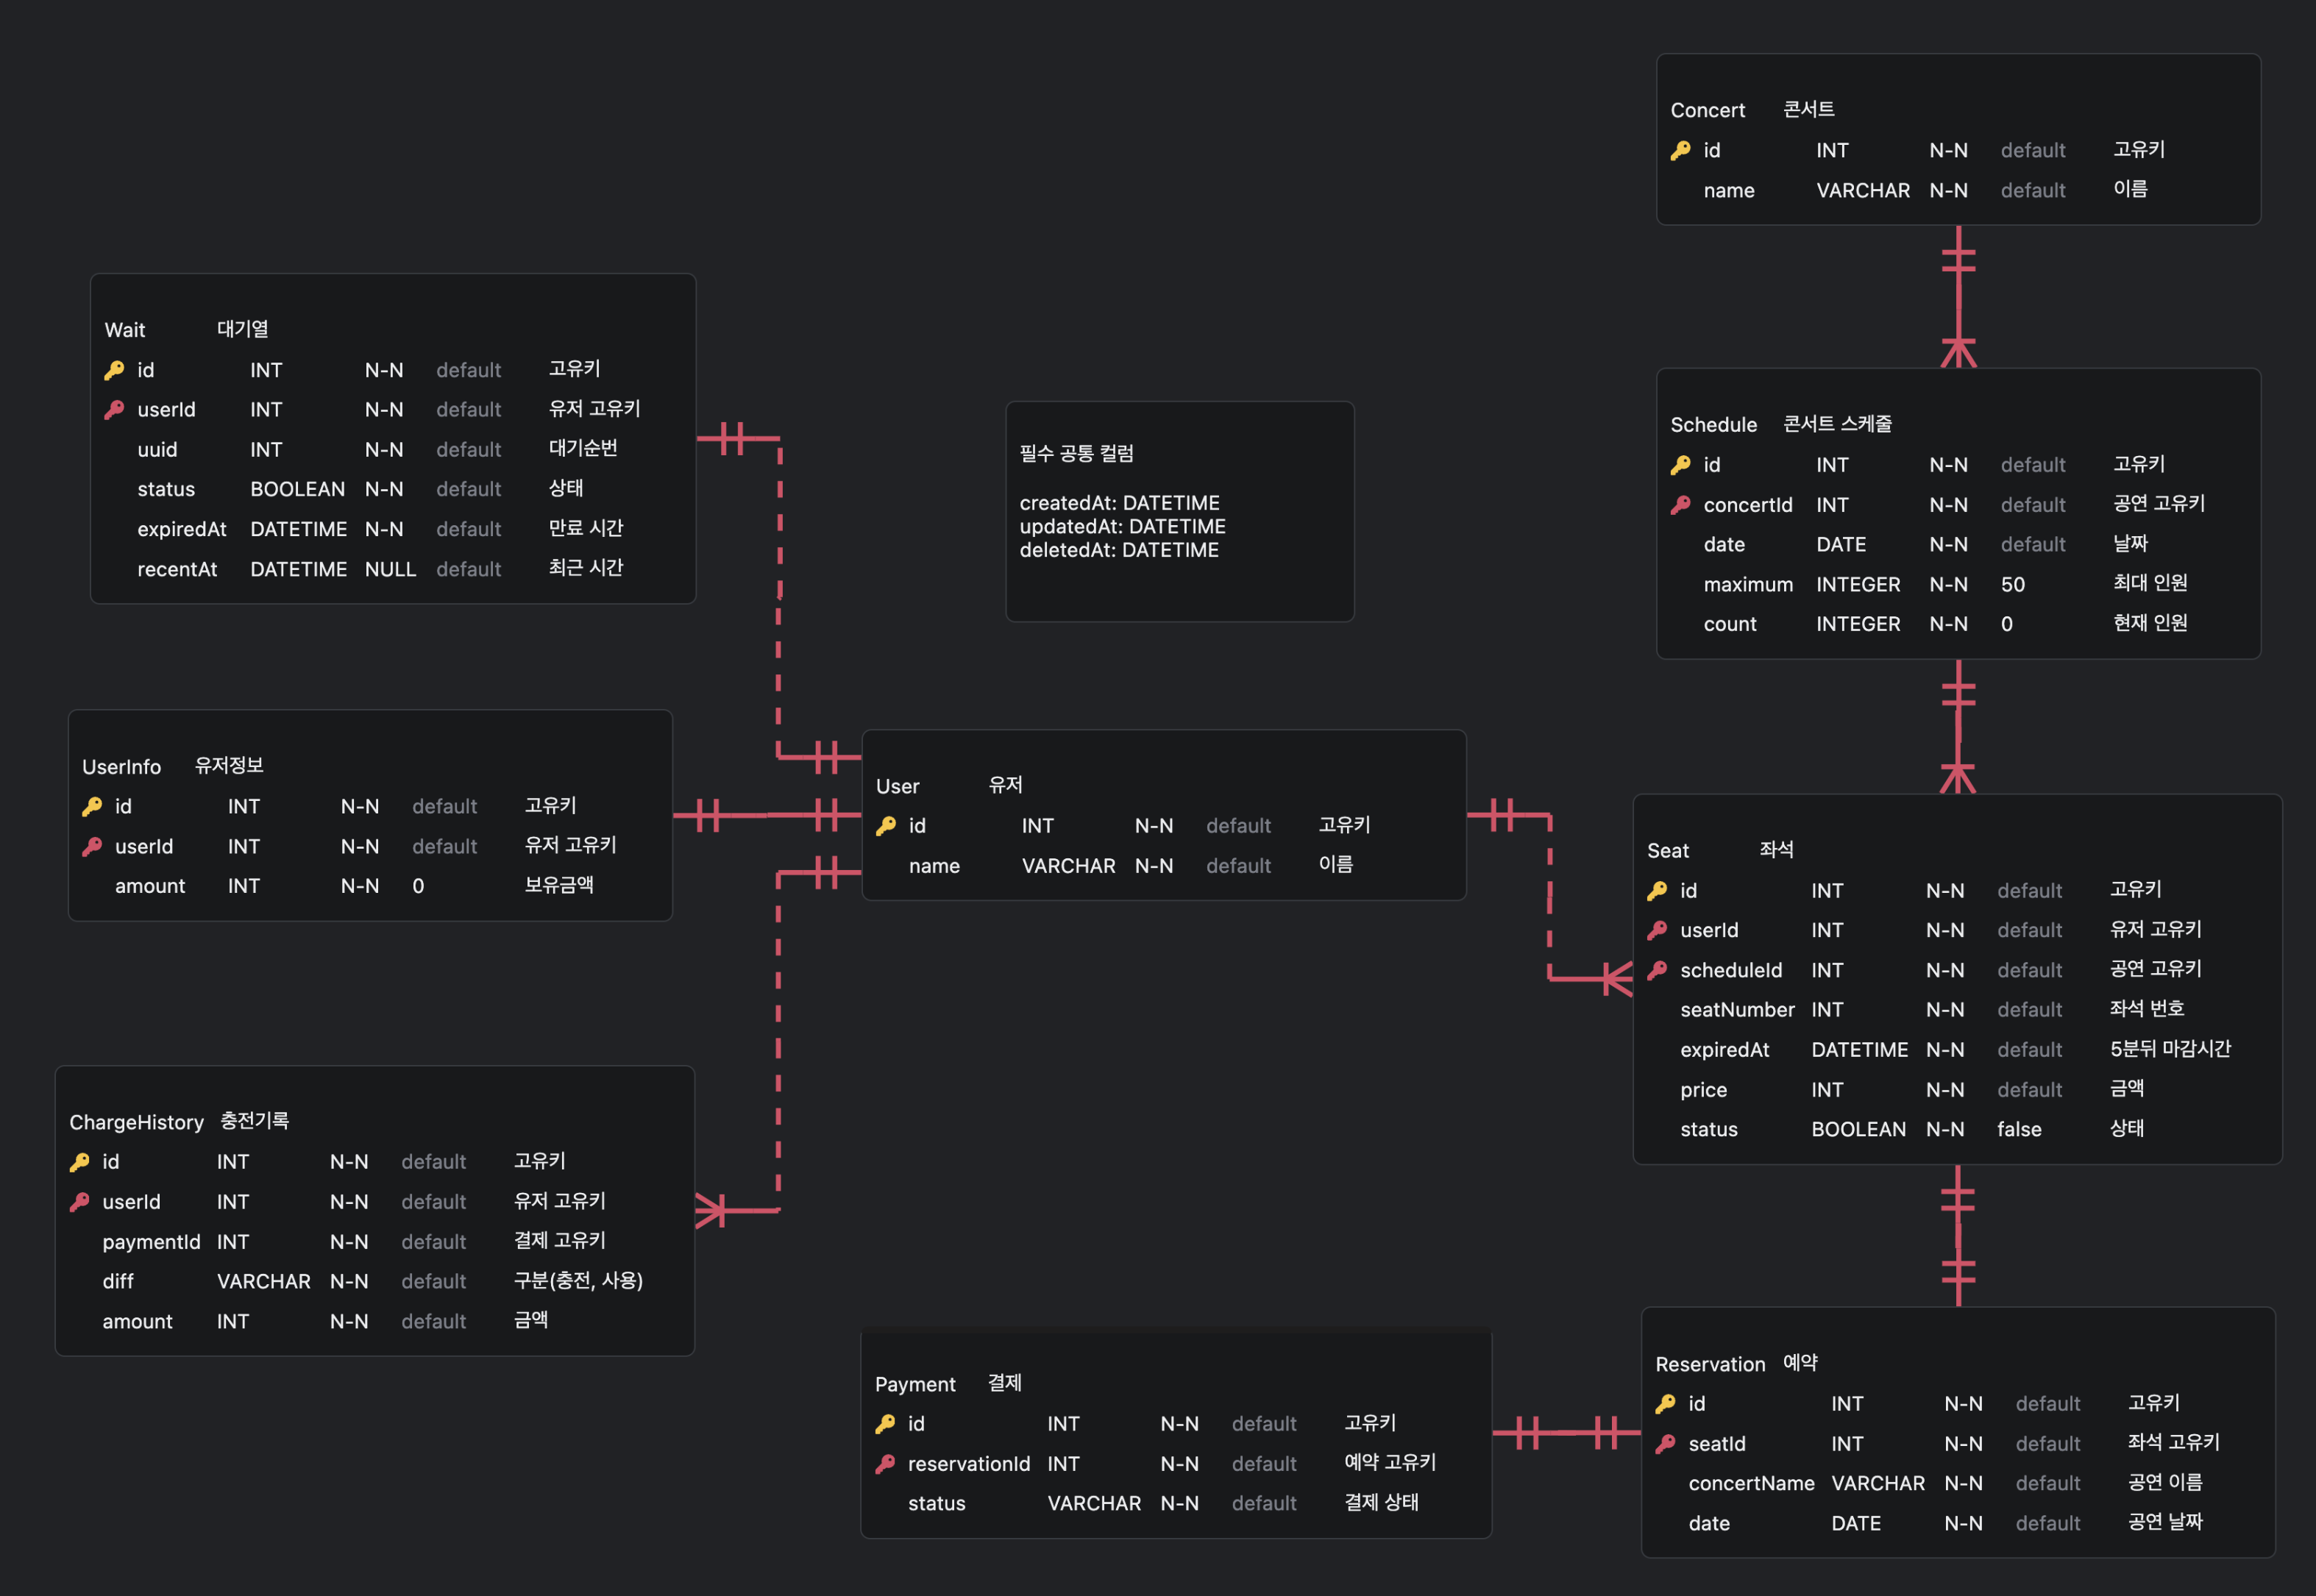 Concert 콘서트
id INT N-N default 고유키
name VARCHAR N-N default 이름
Wait 대기열
id INT N-N default 고유키
userId INT N-N default 유저 고유키
uuid INT N-N default 대기순번
status BOOLEAN N-N default 상태
expiredAt DATETIME N-N default 만료 시간
recentAt DATETIME NULL default 최근 시간
필수 공통 컬럼
createdAt: DATETIME
updatedAt: DATETIME
deletedAt: DATETIME
Schedule 콘서트 스케줄
id INT N-N default 고유키
concertId INT N-N default 공연 고유키
date DATE N-N default 날짜
maximum INTEGER N-N 50 최대 인원
count INTEGER N-N 0 현재 인원
UserInfo 유저정보
id INT N-N default 고유키
userId INT N-N default 유저 고유키
amount INT N-N 0 보유금액
User 유저
id INT N-N default 고유키
name VARCHAR N-N default 이름
Seat 좌석
id INT N-N default 고유키
userId INT N-N default 유저 고유키
scheduleId INT N-N default 공연 고유키
seatNumber INT N-N default 좌석 번호
expiredAt DATETIME N-N default 5분뒤 마감시간
price INT N-N default 금액
status BOOLEAN N-N false 상태
ChargeHistory 충전기록
id INT N-N default 고유키
userId INT N-N default 유저 고유키
paymentId INT N-N default 결제 고유키
diff VARCHAR N-N default 구분(충전, 사용)
amount INT N-N default 금액
Payment 결제
id INT N-N default 고유키
reservationId INT N-N default 예약 고유키
status VARCHAR N-N default 결제 상태
Reservation 예약
id INT N-N default 고유키
seatId INT N-N default 좌석 고유키
concertName VARCHAR N-N default 공연 이름
date DATE N-N default 공연 날짜